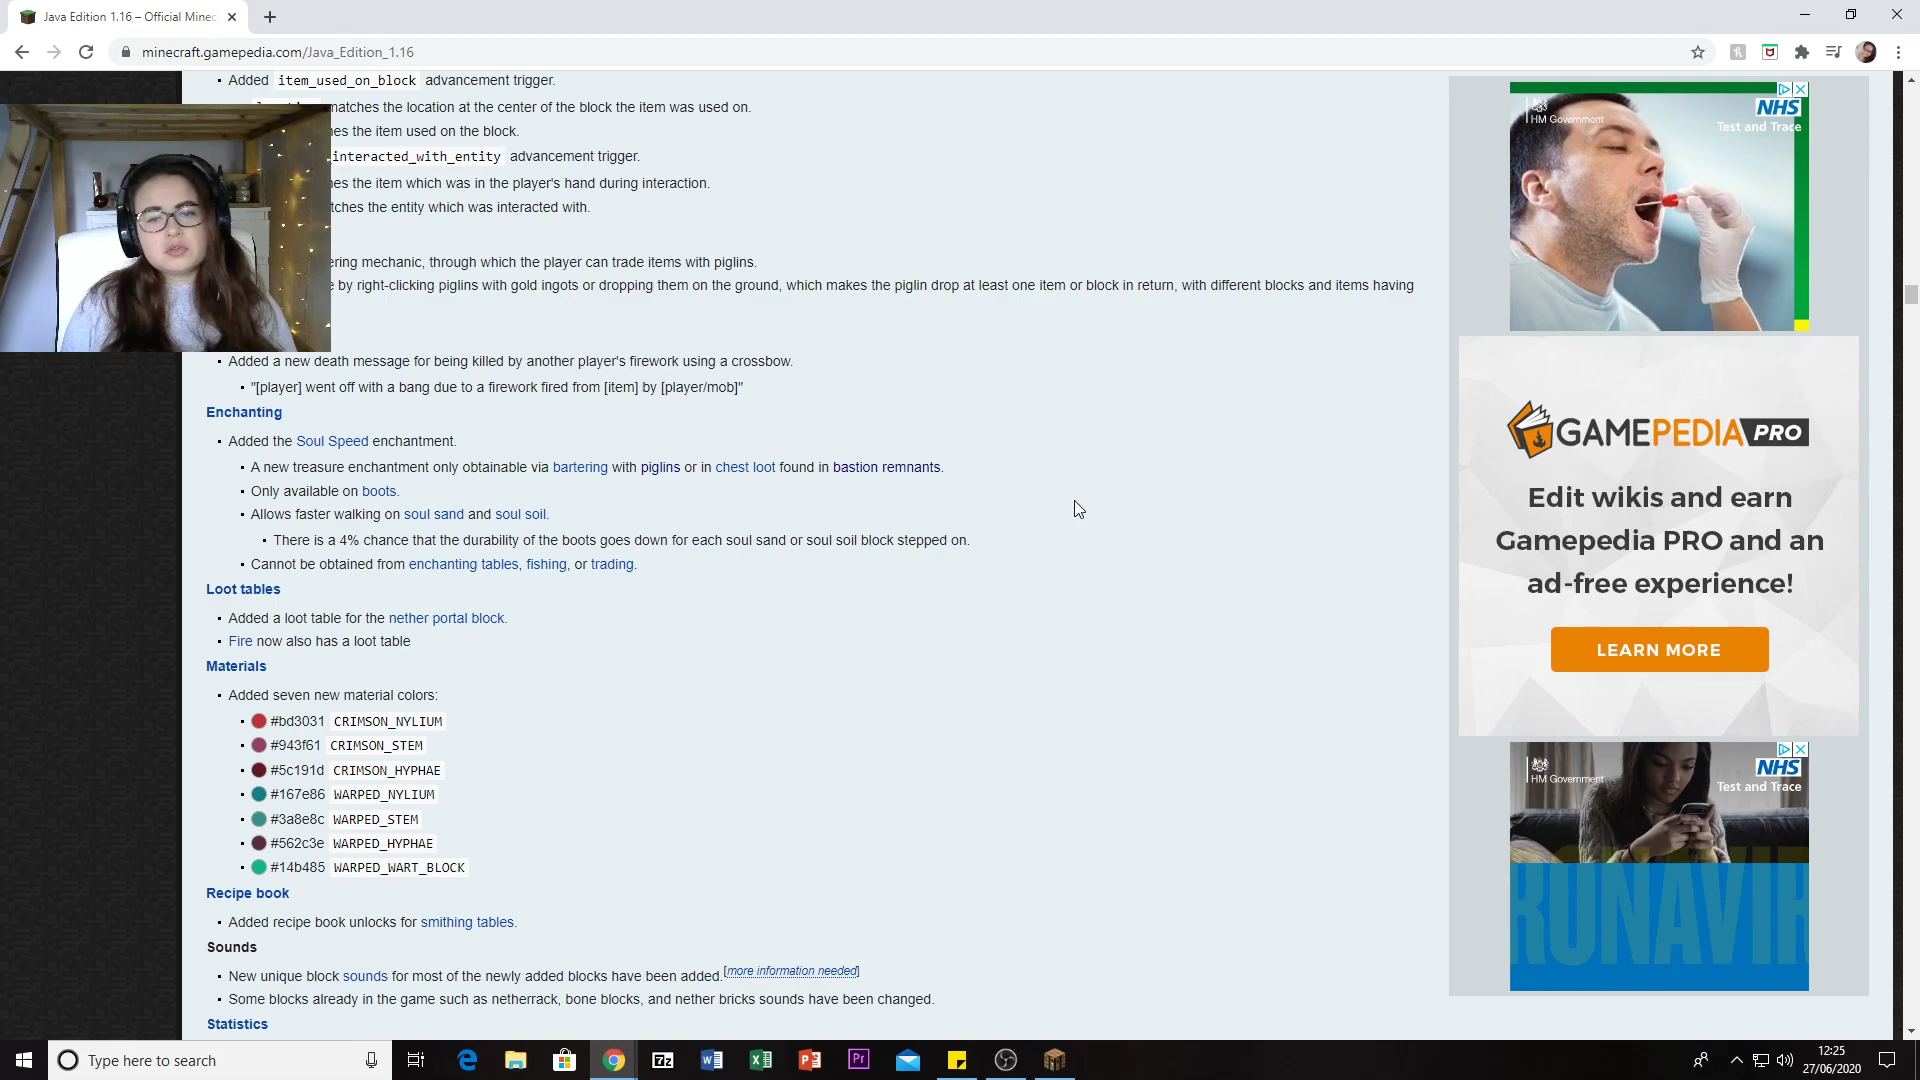 Java Edition 1.16 – Official Minec
minecraft.gamepedia.com/Java_Edition_1.16
Added item_used_on_block advancement trigger.
matches the location at the center of the block the item was used on.
hes the item used on the block.
_interacted_with_entity advancement trigger.
hes the item which was in the player's hand during interaction.
tches the entity which was interacted with.
ering mechanic, through which the player can trade items with piglins.
e by right-clicking piglins with gold ingots or dropping them on the ground, which makes the piglin drop at least one item or block in return, with different blocks and items having
Added a new death message for being killed by another player's firework using a crossbow.
"[player] went off with a bang due to a firework fired from [item] by [player/mob]"
Enchanting
Added the Soul Speed enchantment.
A new treasure enchantment only obtainable via bartering with piglins or in chest loot found in bastion remnants.
Only available on boots.
Allows faster walking on soul sand and soul soil.
There is a 4% chance that the durability of the boots goes down for each soul sand or soul soil block stepped on.
Cannot be obtained from enchanting tables, fishing, or trading.
Loot tables
Added a loot table for the nether portal block.
Fire now also has a loot table
Materials
Added seven new material colors:
#bd3031 CRIMSON_NYLIUM
#943f61 CRIMSON_STEM
#5c191d CRIMSON_HYPHAE
#167e86 WARPED_NYLIUM
#3a8e8c WARPED_STEM
#562c3e WARPED_HYPHAE
#14b485 WARPED_WART_BLOCK
Recipe book
Added recipe book unlocks for smithing tables.
Sounds
New unique block sounds for most of the newly added blocks have been added.[more information needed]
Some blocks already in the game such as netherrack, bone blocks, and nether bricks sounds have been changed.
Statistics
HM Government
NHS
Test and Trace
GAMEPEDIA PRO
Edit wikis and earn
Gamepedia PRO and an
ad-free experience!
LEARN MORE
HM Government
NHS
Test and Trace
RONAVIR
Type here to search
7z
Pr
12:25
27/06/2020